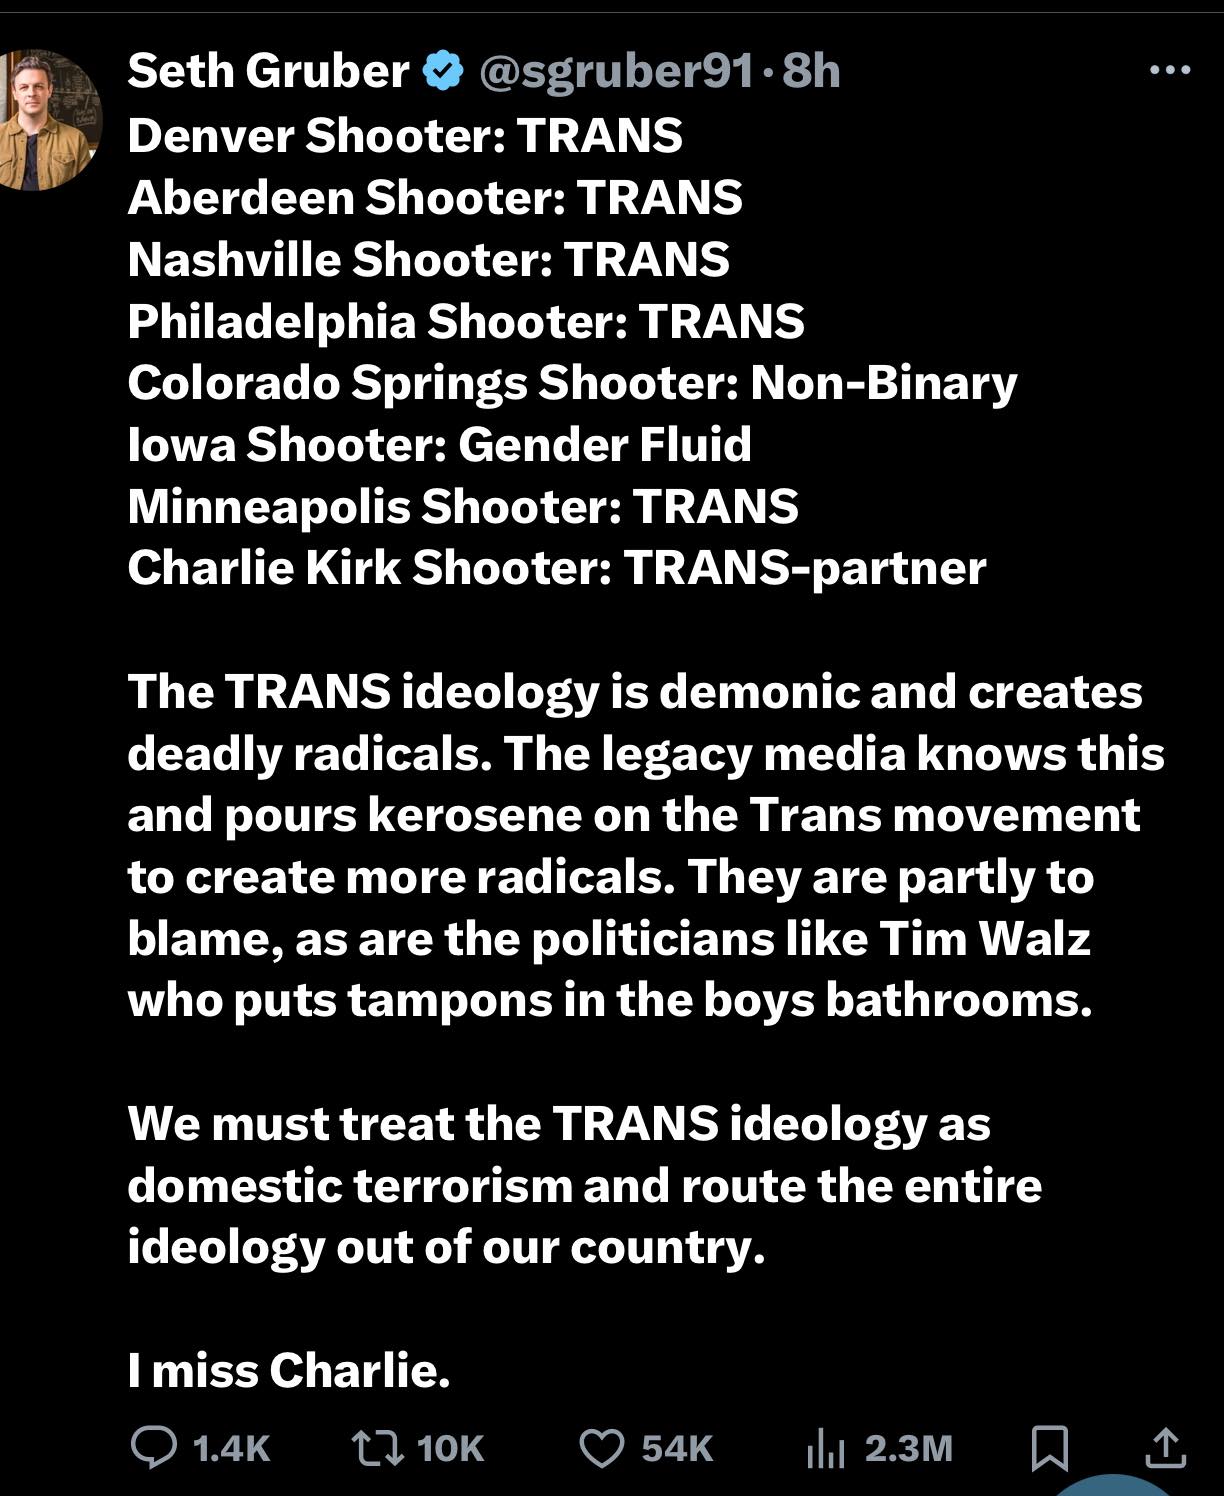 Seth Gruber @sgruber91 · 8h
Denver Shooter: TRANS
Aberdeen Shooter: TRANS
Nashville Shooter: TRANS
Philadelphia Shooter: TRANS
Colorado Springs Shooter: Non-Binary
Iowa Shooter: Gender Fluid
Minneapolis Shooter: TRANS
Charlie Kirk Shooter: TRANS-partner
The TRANS ideology is demonic and creates
deadly radicals. The legacy media knows this
and pours kerosene on the Trans movement
to create more radicals. They are partly to
blame, as are the politicians like Tim Walz
who puts tampons in the boys bathrooms.
We must treat the TRANS ideology as
domestic terrorism and route the entire
ideology out of our country.
I miss Charlie.
1.4K 10K 54K 2.3M